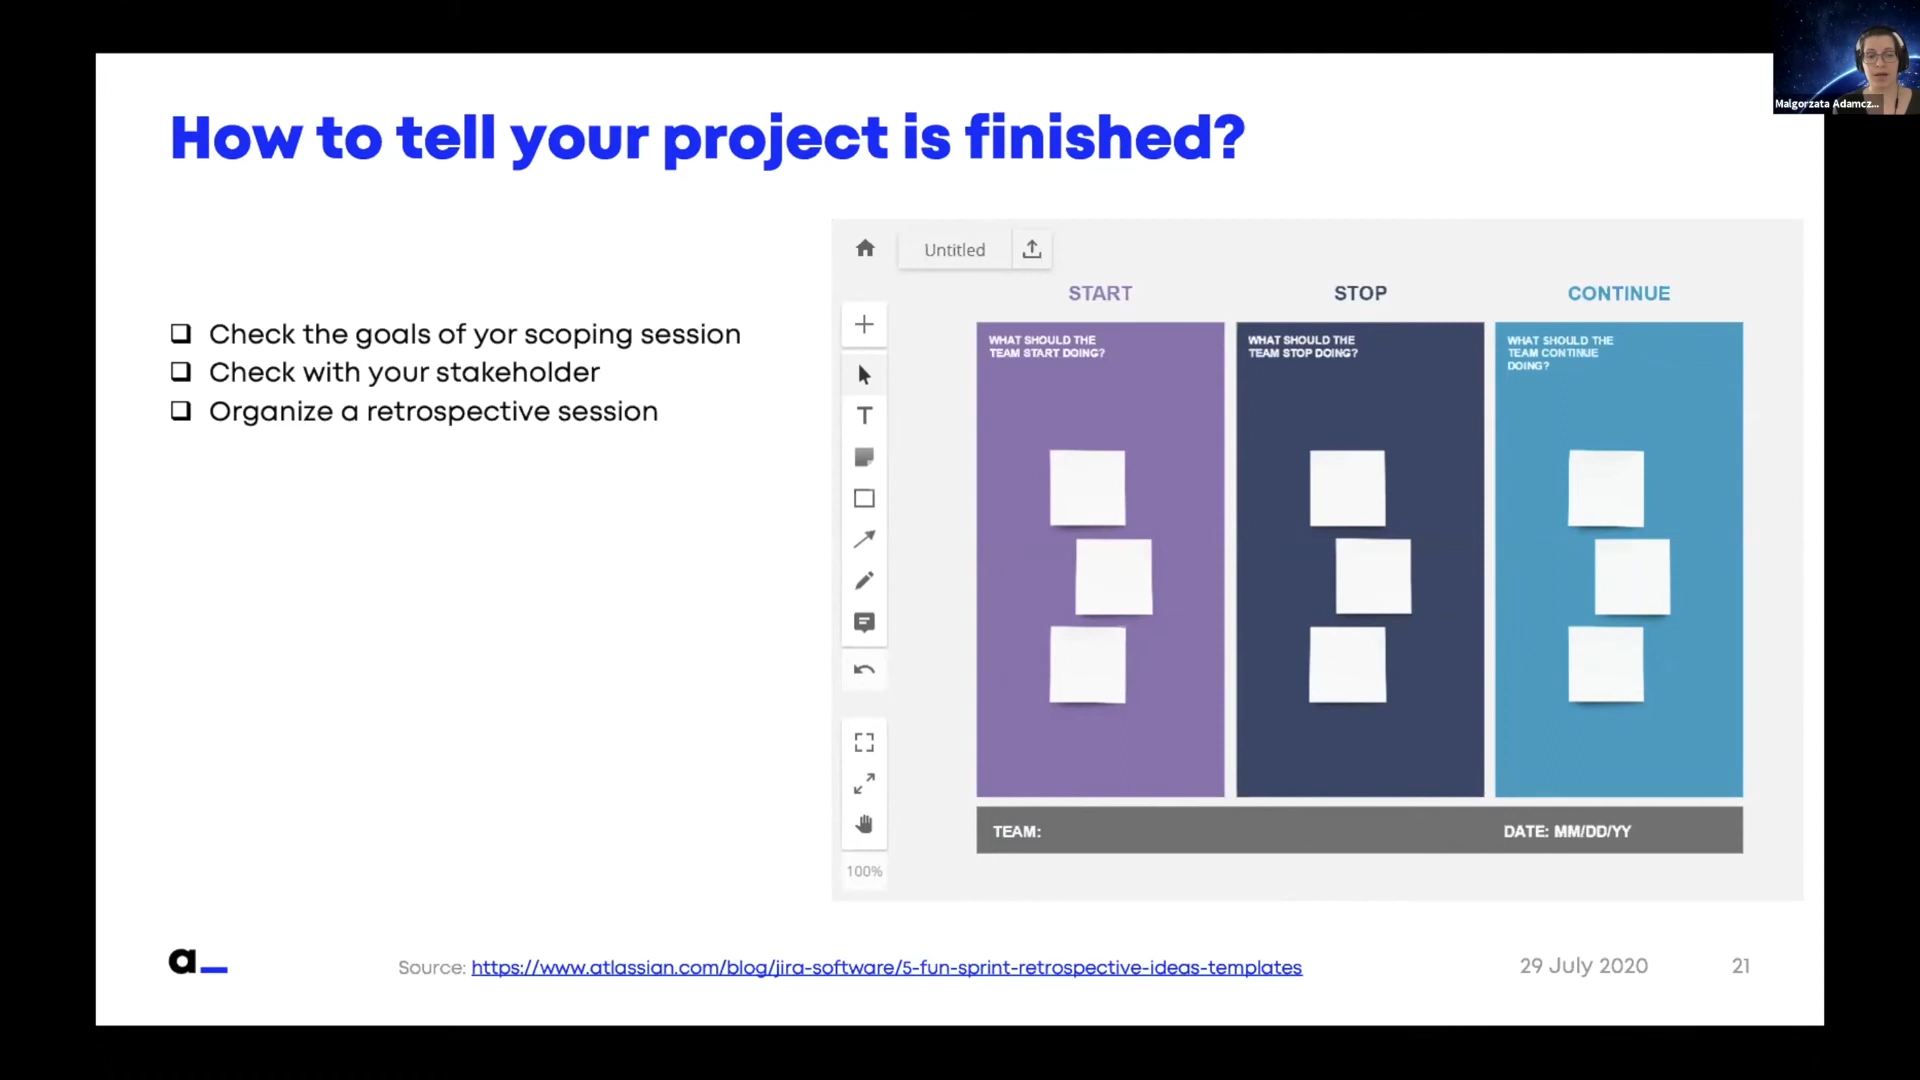 Malgorzata Adamcz...
How to tell your project is finished?
Check the goals of yor scoping session
Check with your stakeholder
Organize a retrospective session
Untitled
START
STOP
CONTINUE
WHAT SHOULD THE
TEAM START DOING?
WHAT SHOULD THE
TEAM STOP DOING?
WHAT SHOULD THE
TEAM CONTINUE
DOING?
T
TEAM:
DATE: MM/DD/YY
100%
a_
Source: https://www.atlassian.com/blog/jira-software/5-fun-sprint-retrospective-ideas-templates
29 July 2020
21